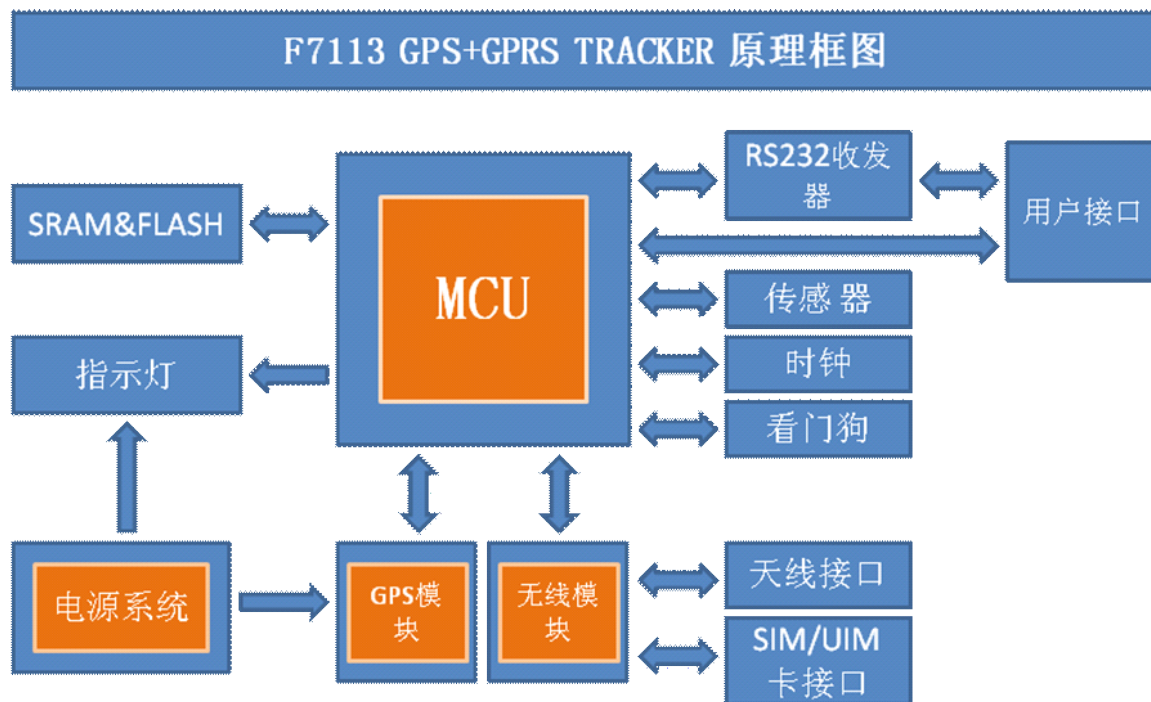 F7113 GPS+GPRS TRACKER 原理框图
RS232收发
器
用户接口
SRAM&FLASH
MCU
传感器
时钟
指示灯
看门狗
电源系统
GPS模
块
无线模
块
天线接口
SIM/UIM
卡接口